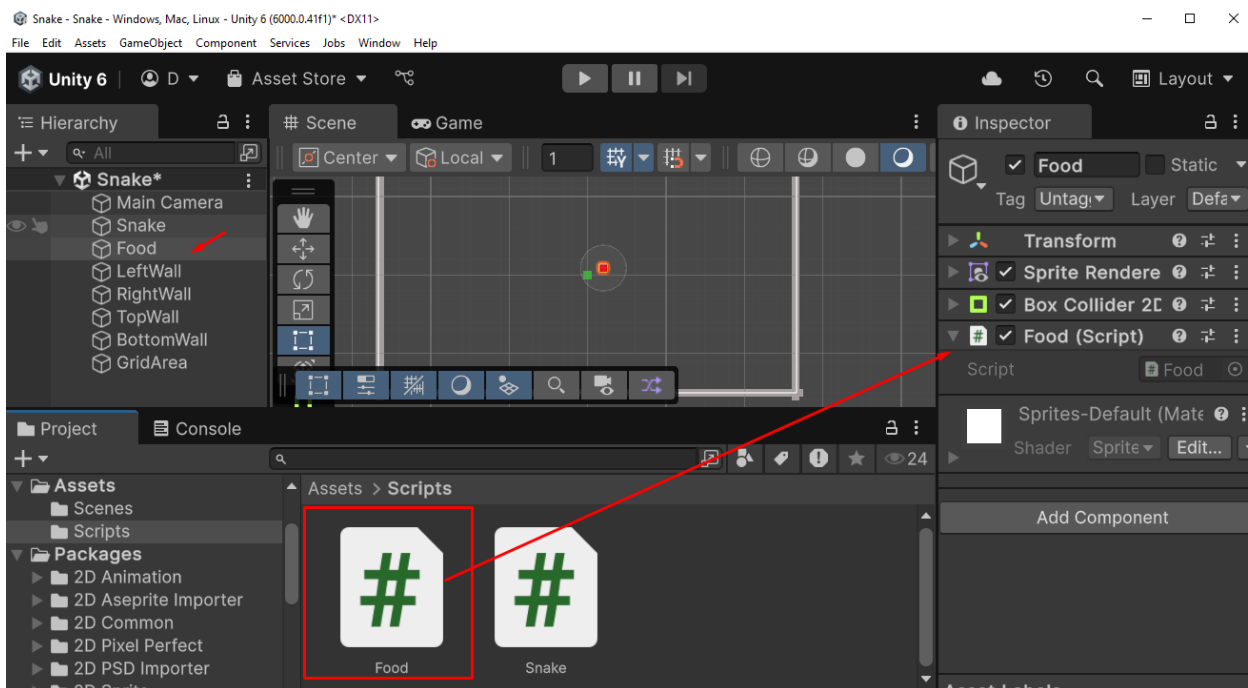 Snake - Snake - Windows, Mac, Linux - Unity 6 (6000.0.41f1)* <DX11>
File Edit Assets GameObject Component Services Jobs Window Help
Unity 6 D Asset Store Layout
Hierarchy
All
Snake*
Main Camera
Snake
Food
LeftWall
RightWall
TopWall
BottomWall
GridArea
Scene Game
Center Local 1
Inspector
Food Static
Tag Untag Layer Defa
Transform
Sprite Rendere
Box Collider 2D
# Food (Script)
Script # Food
Sprites-Default (Mate
Shader Sprite Edit...
Add Component
Project Console
24
Assets
Scenes
Scripts
Packages
2D Animation
2D Aseprite Importer
2D Common
2D Pixel Perfect
2D PSD Importer
Assets > Scripts
# #
Food Snake